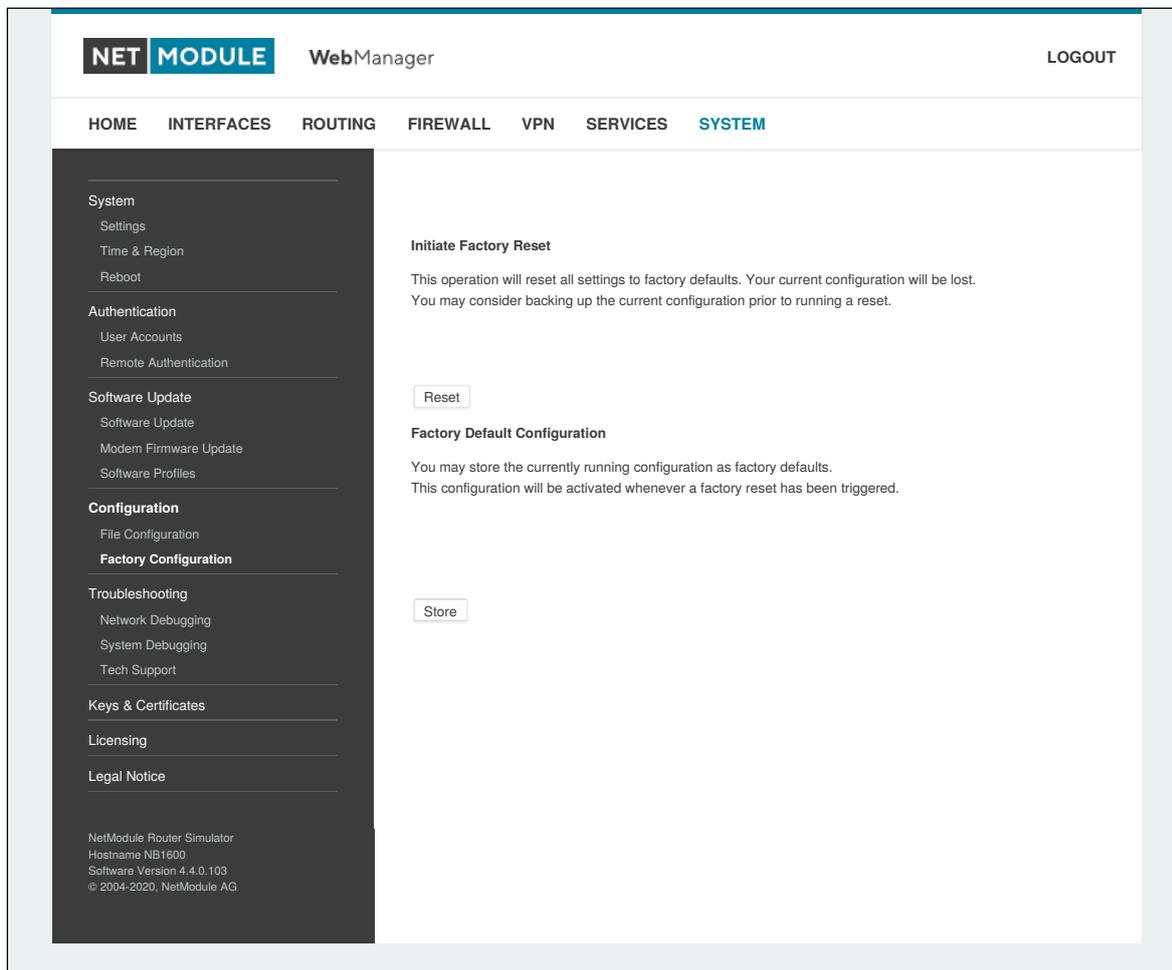 NET MODULE WebManager LOGOUT
HOME INTERFACES ROUTING FIREWALL VPN SERVICES SYSTEM
System
Settings
Time & Region
Reboot
Authentication
User Accounts
Remote Authentication
Software Update
Software Update
Modem Firmware Update
Software Profiles
Configuration
File Configuration
Factory Configuration
Troubleshooting
Network Debugging
System Debugging
Tech Support
Keys & Certificates
Licensing
Legal Notice
NetModule Router Simulator
Hostname NB1600
Software Version 4.4.0.103
© 2004-2020, NetModule AG
Initiate Factory Reset
This operation will reset all settings to factory defaults. Your current configuration will be lost.
You may consider backing up the current configuration prior to running a reset.
Reset
Factory Default Configuration
You may store the currently running configuration as factory defaults.
This configuration will be activated whenever a factory reset has been triggered.
Store